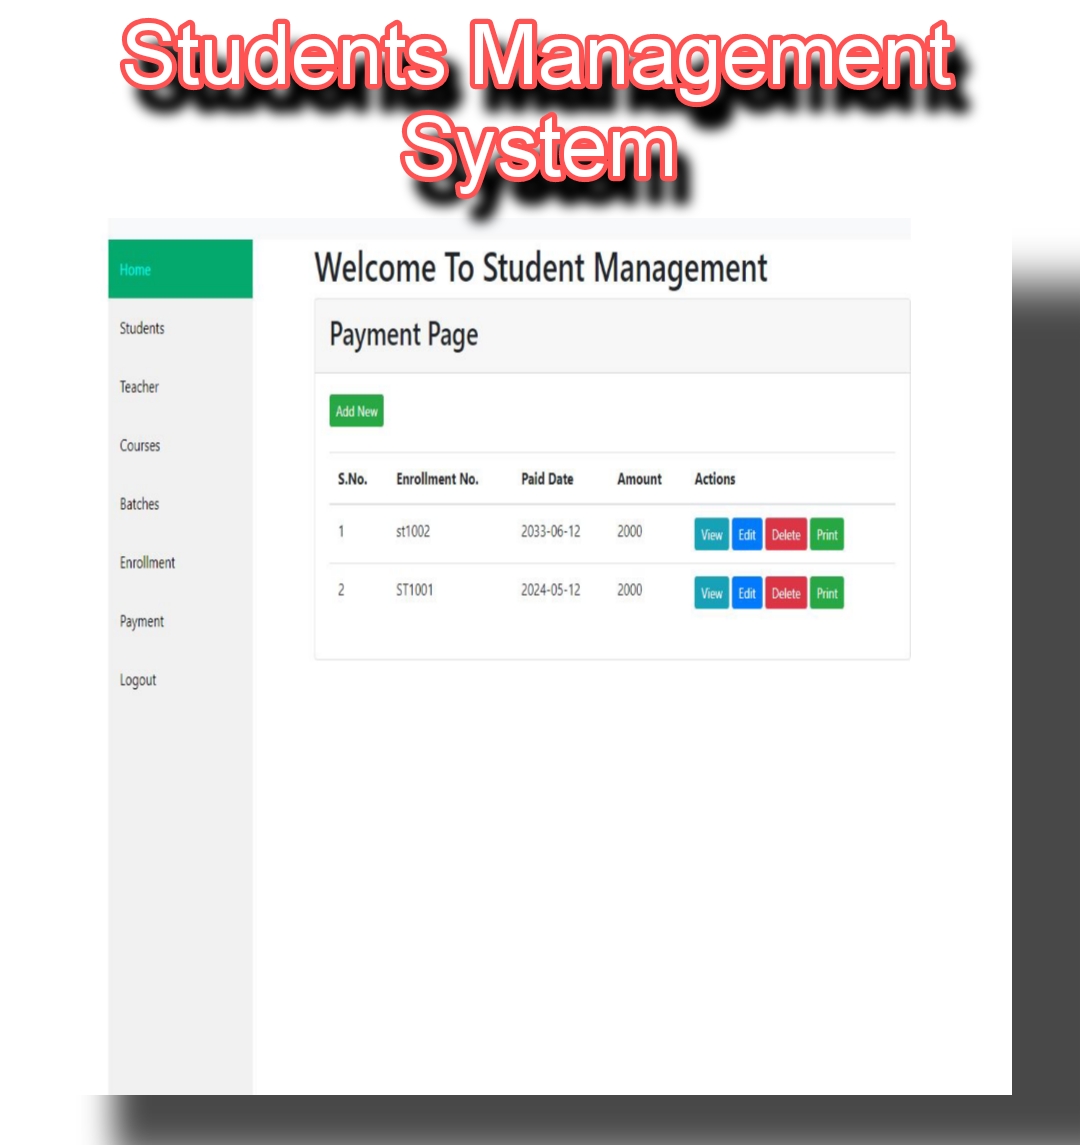 Students Management
System
Home
Students
Teacher
Courses
Batches
Enrollment
Payment
Logout
Welcome To Student Management
Payment Page
Add New
S.No. Enrollment No. Paid Date Amount Actions
1 st1002 2033-06-12 2000 View Edit Delete Print
2 ST1001 2024-05-12 2000 View Edit Delete Print